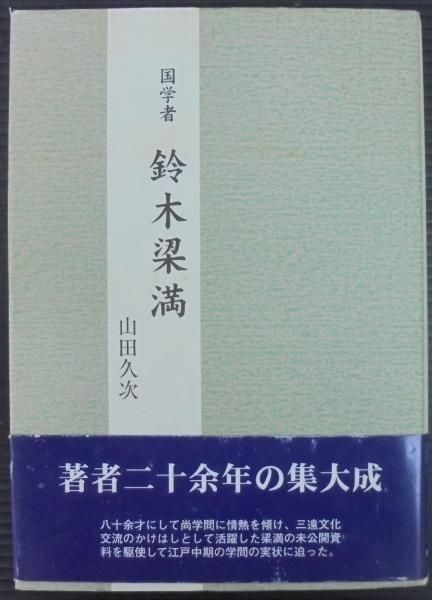 国学者
鈴木梁満
山田久次
著者二十余年の集大成
八十余才にして尚学問に情熱を傾け、三遠文化
交流のかけはしとして活躍した梁満の未公開資
料を駆使して江戸中期の学問の実状に迫った。